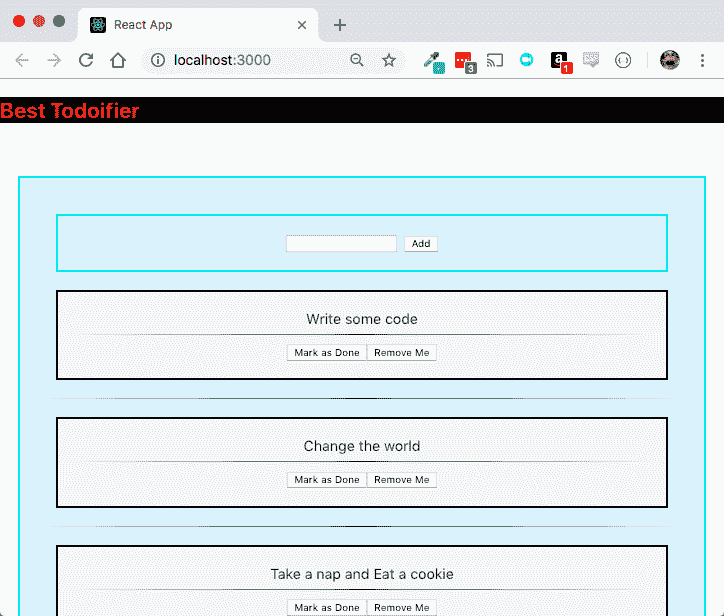 React App
localhost:3000
3
1
Best Todoifier
Add
Write some code
Mark as Done Remove Me
Change the world
Mark as Done Remove Me
Take a nap and Eat a cookie
Mark as Done Remove Me